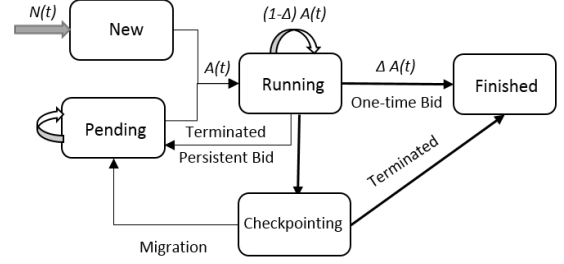 N(t)
New
(1-Δ) A(t)
A(t)
Running
Δ A(t)
One-time Bid
Finished
Pending
Terminated
Persistent Bid
Terminated
Checkpointing
Migration